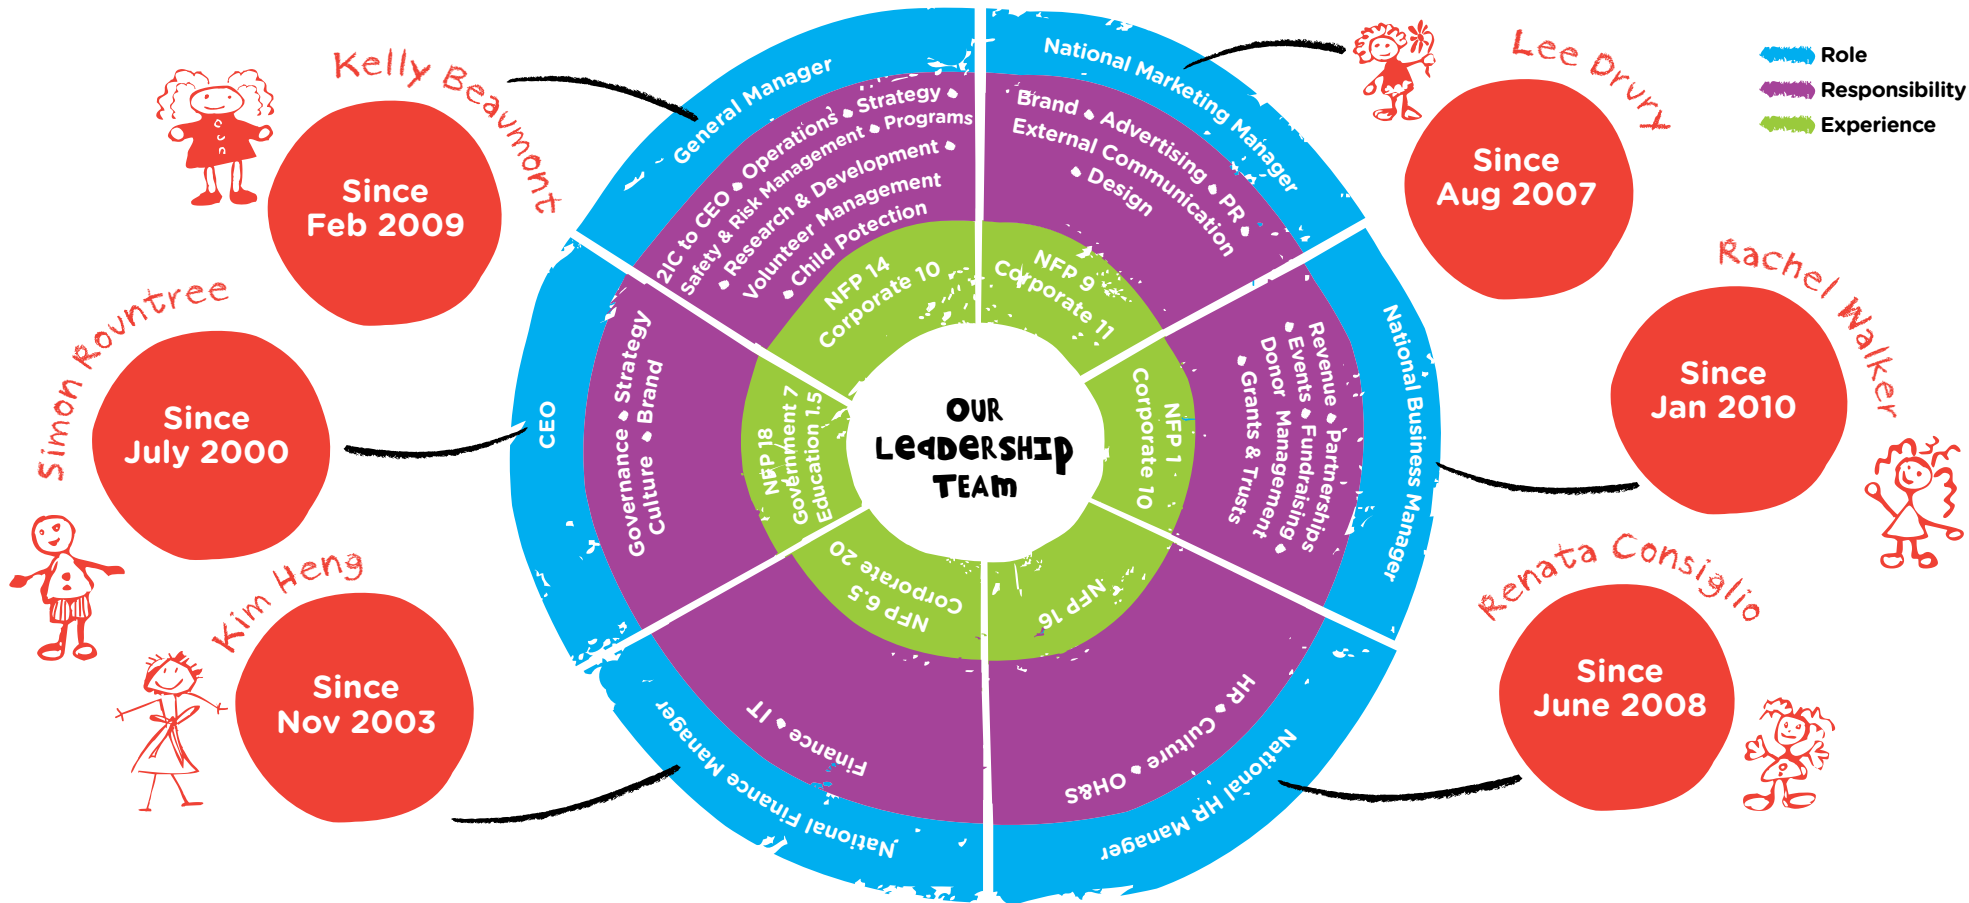 Kelly Beaumont
Since
Feb 2009
Simon Rountree
Since
July 2000
Kim Heng
Since
Nov 2003
Lee Drury
Since
Aug 2007
Rachel Walker
Since
Jan 2010
Renata Consiglio
Since
June 2008
Role
Responsibility
Experience
OUR
LeaDeRSHIp
TEAm
General Manager
2IC to CEO • Operations • Strategy •
Safety & Risk Management • Programs
• Research & Development •
Volunteer Management
• Child Potection
NFP 14
Corporate 10
National Marketing Manager
Brand • Advertising • PR •
External Communication
• Design
NFP 9
Corporate 11
National Business Manager
Revenue • Partnerships
• Events • Fundraising •
Donor Management •
• Grants & Trusts
NFP 1
Corporate 10
National HR Manager
HR • Culture • OH&S
NFP 16
National Finance Manager
Finance • IT
NFP 6.5
Corporate 20
CEO
Governance • Strategy
Culture • Brand
NFP 18
Government 7
Education 1.5